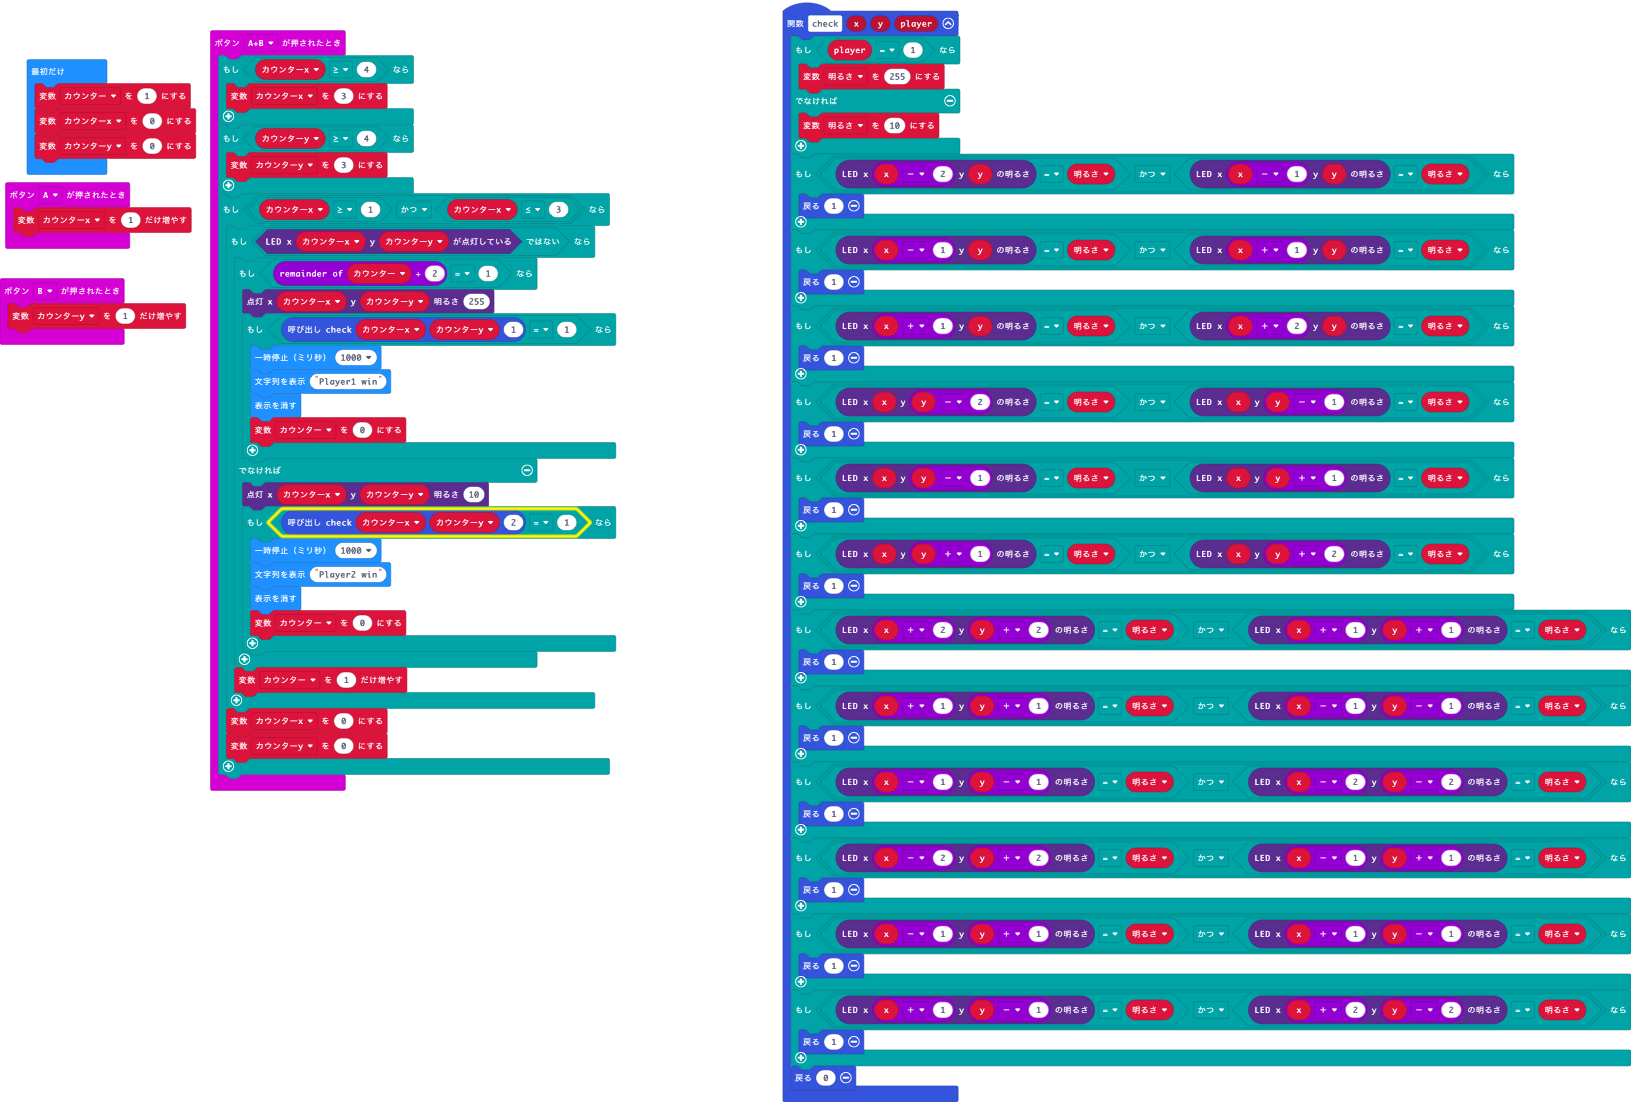 最初だけ
変数 カウンター を 1 にする
変数 カウンターx を 0 にする
変数 カウンターy を 0 にする
ボタン A が押されたとき
変数 カウンターx を 1 だけ増やす
ボタン B が押されたとき
変数 カウンターy を 1 だけ増やす
ボタン A+B が押されたとき
もし カウンターx ≥ 4 なら
変数 カウンターx を 3 にする
もし カウンターy ≥ 4 なら
変数 カウンターy を 3 にする
もし カウンターx ≥ 1 かつ カウンターx ≤ 3 なら
もし LED x カウンターx y カウンターy が点灯している ではない なら
もし remainder of カウンター ÷ 2 = 1 なら
点灯 x カウンターx y カウンターy 明るさ 255
もし 呼び出し check カウンターx カウンターy 1 = 1 なら
一時停止（ミリ秒） 1000
文字列を表示 "Player1 win"
表示を消す
変数 カウンター を 0 にする
でなければ
点灯 x カウンターx y カウンターy 明るさ 10
もし 呼び出し check カウンターx カウンターy 2 = 1 なら
一時停止（ミリ秒） 1000
文字列を表示 "Player2 win"
表示を消す
変数 カウンター を 0 にする
変数 カウンター を 1 だけ増やす
変数 カウンターx を 0 にする
変数 カウンターy を 0 にする
関数 check x y player
もし player = 1 なら
変数 明るさ を 255 にする
でなければ
変数 明るさ を 10 にする
もし LED x x - 2 y y の明るさ = 明るさ かつ LED x x - 1 y y の明るさ = 明るさ なら
戻る 1
もし LED x x - 1 y y の明るさ = 明るさ かつ LED x x + 1 y y の明るさ = 明るさ なら
戻る 1
もし LED x x + 1 y y の明るさ = 明るさ かつ LED x x + 2 y y の明るさ = 明るさ なら
戻る 1
もし LED x x y y - 2 の明るさ = 明るさ かつ LED x x y y - 1 の明るさ = 明るさ なら
戻る 1
もし LED x x y y - 1 の明るさ = 明るさ かつ LED x x y y + 1 の明るさ = 明るさ なら
戻る 1
もし LED x x y y + 1 の明るさ = 明るさ かつ LED x x y y + 2 の明るさ = 明るさ なら
戻る 1
もし LED x x + 2 y y + 2 の明るさ = 明るさ かつ LED x x + 1 y y + 1 の明るさ = 明るさ なら
戻る 1
もし LED x x + 1 y y + 1 の明るさ = 明るさ かつ LED x x - 1 y y - 1 の明るさ = 明るさ なら
戻る 1
もし LED x x - 1 y y - 1 の明るさ = 明るさ かつ LED x x - 2 y y - 2 の明るさ = 明るさ なら
戻る 1
もし LED x x - 2 y y + 2 の明るさ = 明るさ かつ LED x x - 1 y y + 1 の明るさ = 明るさ なら
戻る 1
もし LED x x - 1 y y + 1 の明るさ = 明るさ かつ LED x x + 1 y y - 1 の明るさ = 明るさ なら
戻る 1
もし LED x x + 1 y y - 1 の明るさ = 明るさ かつ LED x x + 2 y y - 2 の明るさ = 明るさ なら
戻る 1
戻る 0